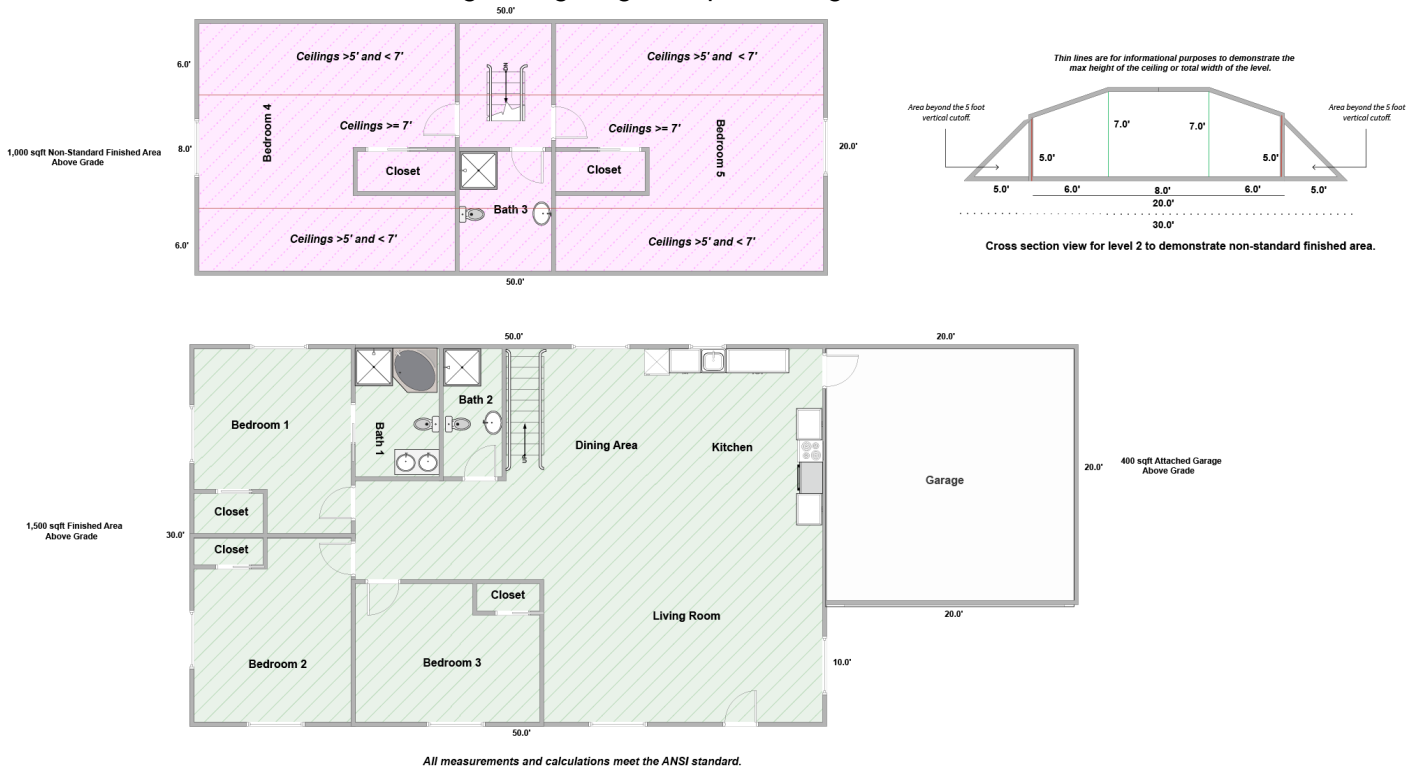 50.0'
6.0'
Ceilings >5' and < 7'
Ceilings >5' and < 7'
DN
Bedroom 4
Ceilings >= 7'
Ceilings >= 7'
Bedroom 5
1,000 sqft Non-Standard Finished Area
Above Grade
8.0'
20.0'
Closet
Closet
Bath 3
6.0'
Ceilings >5' and < 7'
Ceilings >5' and < 7'
50.0'
Thin lines are for informational purposes to demonstrate the
max height of the ceiling or total width of the level.
Area beyond the 5 foot
vertical cutoff.
Area beyond the 5 foot
vertical cutoff.
7.0'
7.0'
5.0'
5.0'
5.0'
6.0'
8.0'
6.0'
5.0'
20.0'
30.0'
Cross section view for level 2 to demonstrate non-standard finished area.
50.0'
20.0'
Bedroom 1
Bath 1
Bath 2
UP
Dining Area
Kitchen
Garage
20.0'
400 sqft Attached Garage
Above Grade
Closet
1,500 sqft Finished Area
Above Grade
30.0'
Closet
Closet
Living Room
20.0'
Bedroom 2
Bedroom 3
10.0'
50.0'
All measurements and calculations meet the ANSI standard.